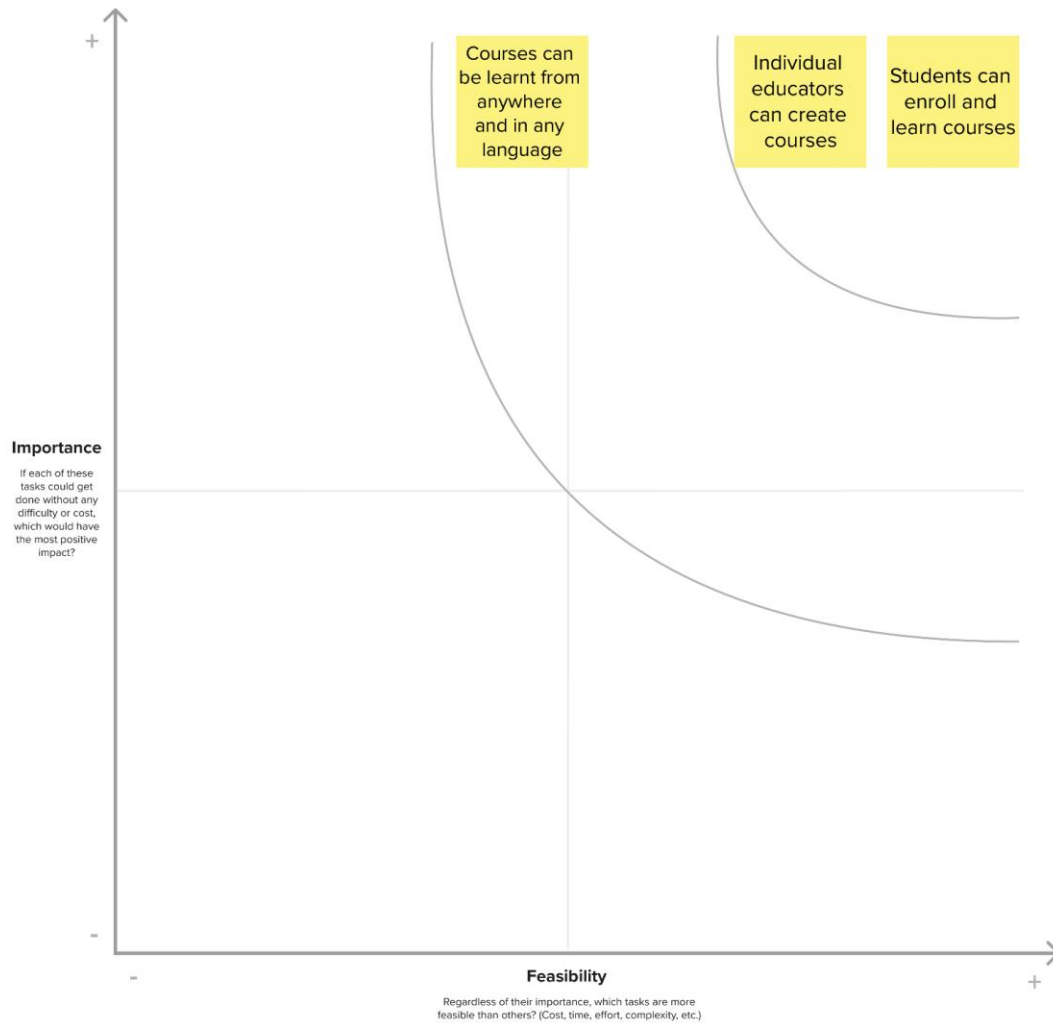 +
Courses can
be learnt from
anywhere
and in any
language
Individual
educators
can create
courses
Students can
enroll and
learn courses
Importance
If each of these
tasks could get
done without any
difficulty or cost,
which would have
the most positive
impact?
-
-
Feasibility
+
Regardless of their importance, which tasks are more
feasible than others? (Cost, time, effort, complexity, etc.)